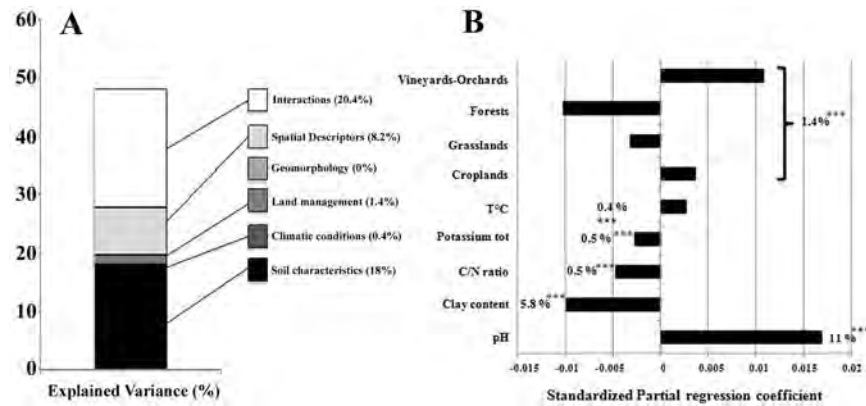 A
60
50
40
30
20
10
0
Interactions (20.4%)
Spatial Descriptors (8.2%)
Geomorphology (0%)
Land management (1.4%)
Climatic conditions (0.4%)
Soil characteristics (18%)
Explained Variance (%)
B
Vineyards-Orchards
Forests
Grasslands
Croplands
T°C
Potassium tot
C/N ratio
Clay content
pH
1.4%***
0.4 %
***
0.5 %***
0.5 %***
5.8 %***
11 %***
-0.015 -0.01 -0.005 0 0.005 0.01 0.015 0.02
Standardized Partial regression coefficient